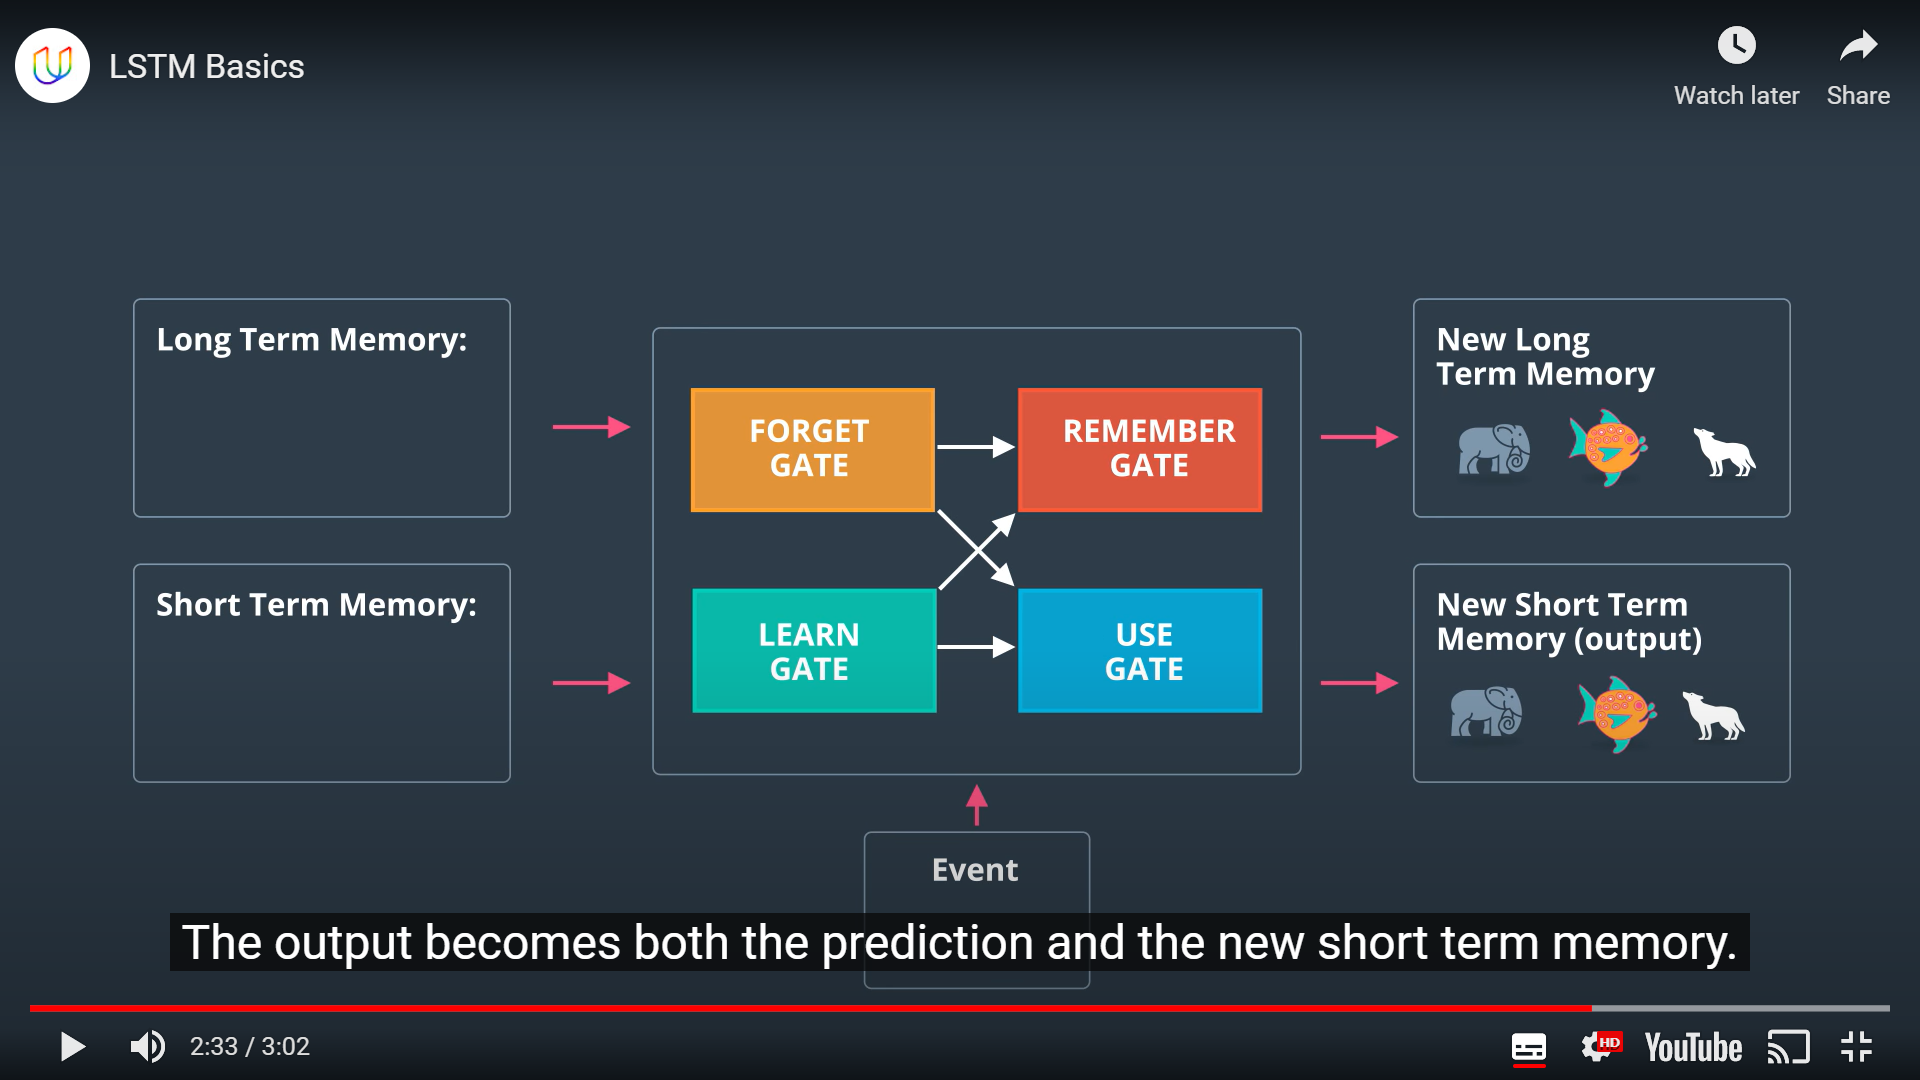 LSTM Basics
Watch later
Share
Long Term Memory:
Short Term Memory:
FORGET
GATE
REMEMBER
GATE
LEARN
GATE
USE
GATE
New Long
Term Memory
New Short Term
Memory (output)
Event
The output becomes both the prediction and the new short term memory.
2:33 / 3:02
HD
YouTube